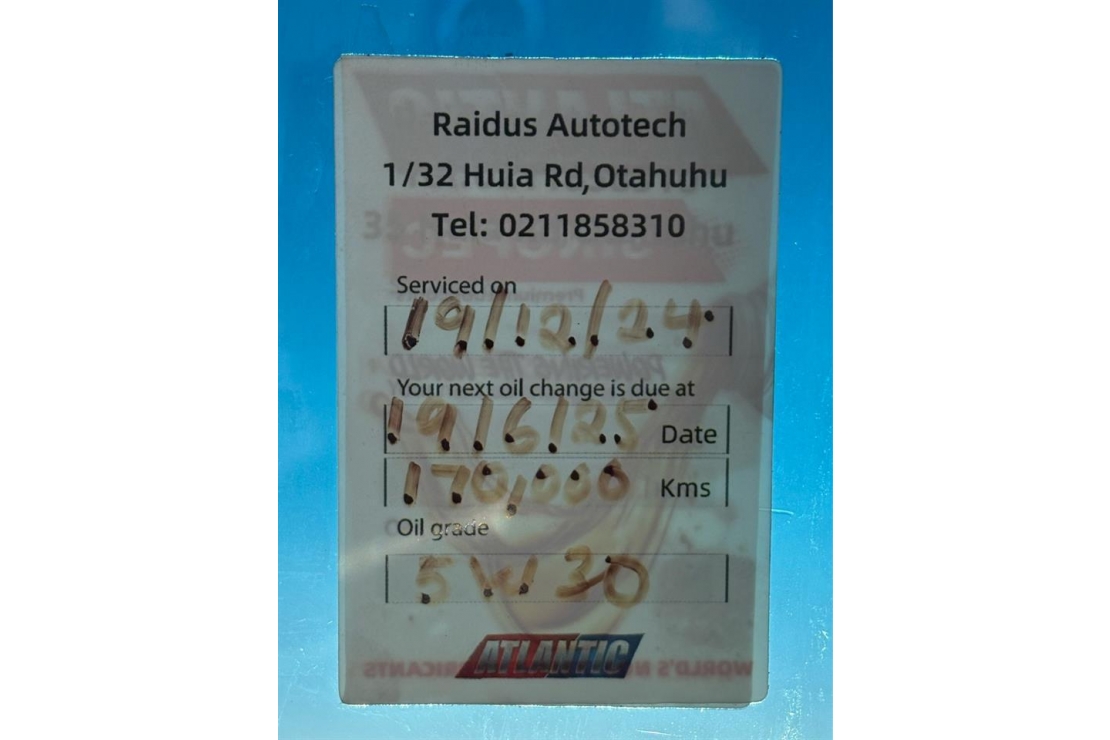 Raidus Autotech
1/32 Huia Rd,Otahuhu
Tel: 0211858310
Serviced on
19/12/24
Your next oil change is due at
19/6/25 Date
170,000 Kms
Oil grade
5W30
ATLANTIC